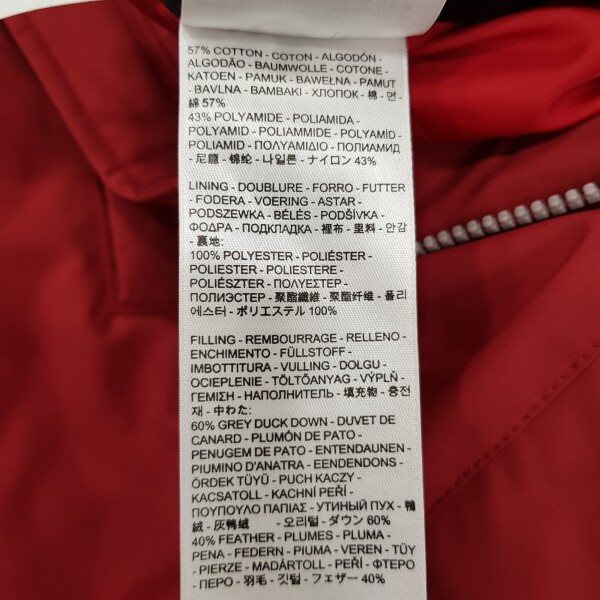 57% COTTON - COTON - ALGODÓN -
ALGODÃO - BAUMWOLLE - COTONE -
KATOEN - PAMUK - BAWEŁNA - PAMUT
- BAVLNA - BAMBAKI - ХЛОПОК - 棉 - 면 -
綿 57%
43% POLYAMIDE - POLIAMIDA -
POLYAMID - POLIAMMIDE - POLYAMİD -
POLIAMID - ΠΟΛΥΑΜΙΔΙΟ - ПОЛИАМИД
- 尼龍 - 锦纶 - 나일론 - ナイロン 43%
LINING - DOUBLURE - FORRO - FUTTER
- FODERA - VOERING - ASTAR -
PODSZEWKA - BÉLÉS - PODŠÍVKA -
ΦΟΔΡΑ - ПОДКЛАДКА - 裡布 - 里料 - 안감
- 裏地:
100% POLYESTER - POLIÉSTER -
POLIESTER - POLIESTERE -
POLIÉSZTER - ΠΟΛΥΕΣΤΕΡ -
ПОЛИЭСТЕР - 聚酯纖維 - 聚酯纤维 - 폴리
에스터 - ポリエステル 100%
FILLING - REMBOURRAGE - RELLENO -
ENCHIMENTO - FÜLLSTOFF -
IMBOTTITURA - VULLING - DOLGU -
OCIEPLENIE - TÖLTŐANYAG - VÝPLŇ -
ΓΕΜΙΣΗ - НАПОЛНИТЕЛЬ - 填充物 - 충전
재 - 中わた:
60% GREY DUCK DOWN - DUVET DE
CANARD - PLUMÓN DE PATO -
PENUGEM DE PATO - ENTENDAUNEN -
PIUMINO D'ANATRA - EENDENDONS -
ÖRDEK TÜYÜ - PUCH KACZY -
KACSATOLL - KACHNÍ PEŘÍ -
ΠΟΥΠΟΥΛΟ ΠΑΠΙΑΣ - УТИНЫЙ ПУХ - 鴨
絨 - 灰鸭绒 - 오리털 - ダウン 60%
40% FEATHER - PLUMES - PLUMA -
PENA - FEDERN - PIUMA - VEREN - TÜY
- PIERZE - MADÁRTOLL - PEŘÍ - ΦΤΕΡΟ
- ПЕРО - 羽毛 - 깃털 - フェザー 40%